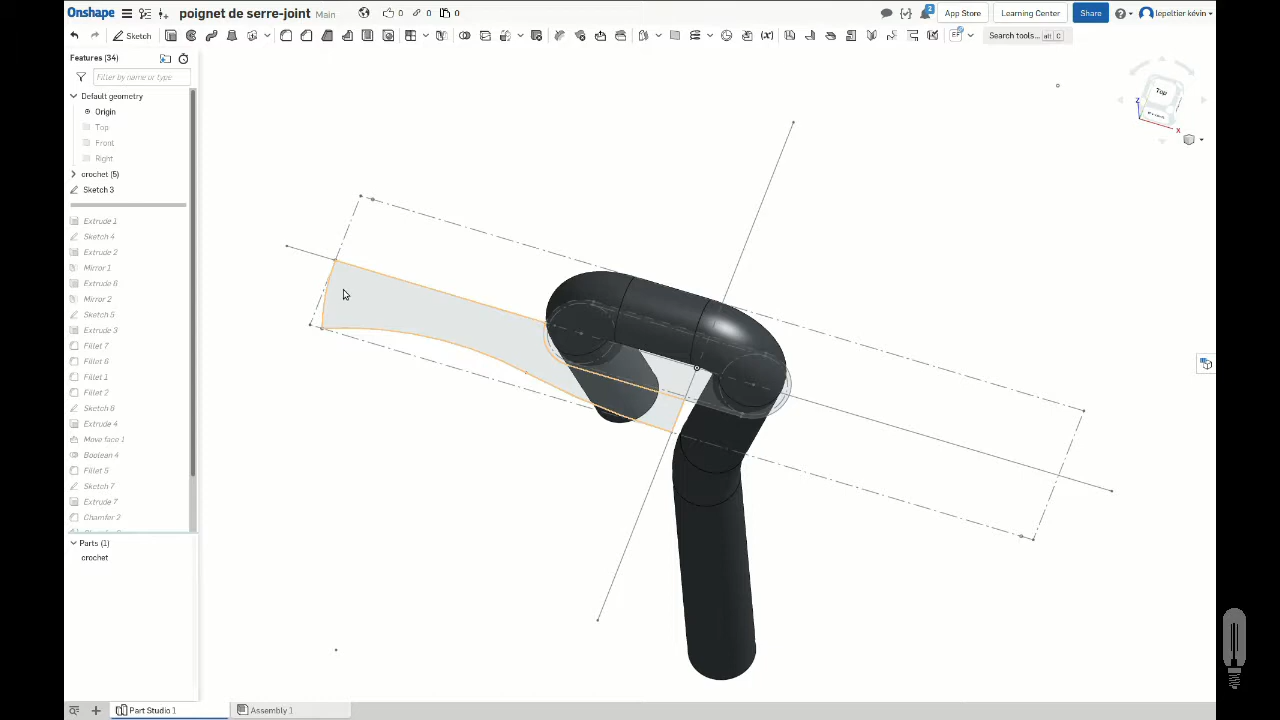 Onshape
poignet de serre-joint Main
0
0
0
2
App Store
Learning Center
Share
lepeltier kévin
Sketch
Search tools... alt C
Features (34)
Filter by name or type
Default geometry
Origin
Top
Front
Right
crochet (5)
Sketch 3
Extrude 1
Sketch 4
Extrude 2
Mirror 1
Extrude 6
Mirror 2
Sketch 5
Extrude 3
Fillet 7
Fillet 6
Fillet 1
Fillet 2
Sketch 6
Extrude 4
Move face 1
Boolean 4
Fillet 5
Sketch 7
Extrude 7
Chamfer 2
Parts (1)
crochet
Top
Z
X
Part Studio 1
Assembly 1